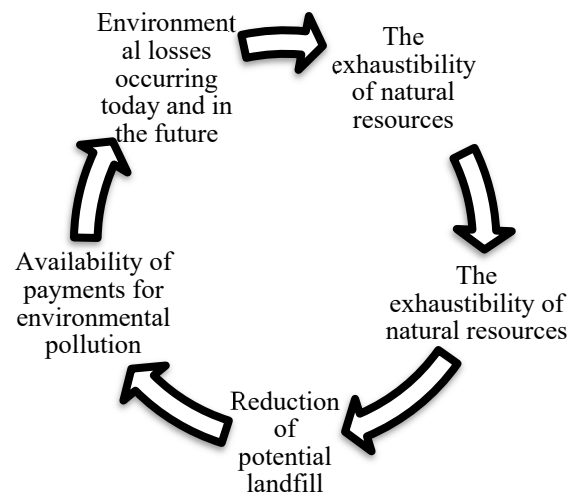 Environment
al losses
occurring
today and in
the future
The
exhaustibility
of natural
resources
The
exhaustibility of
natural resources
Reduction
of
potential
landfill
Availability of
payments for
environmental
pollution